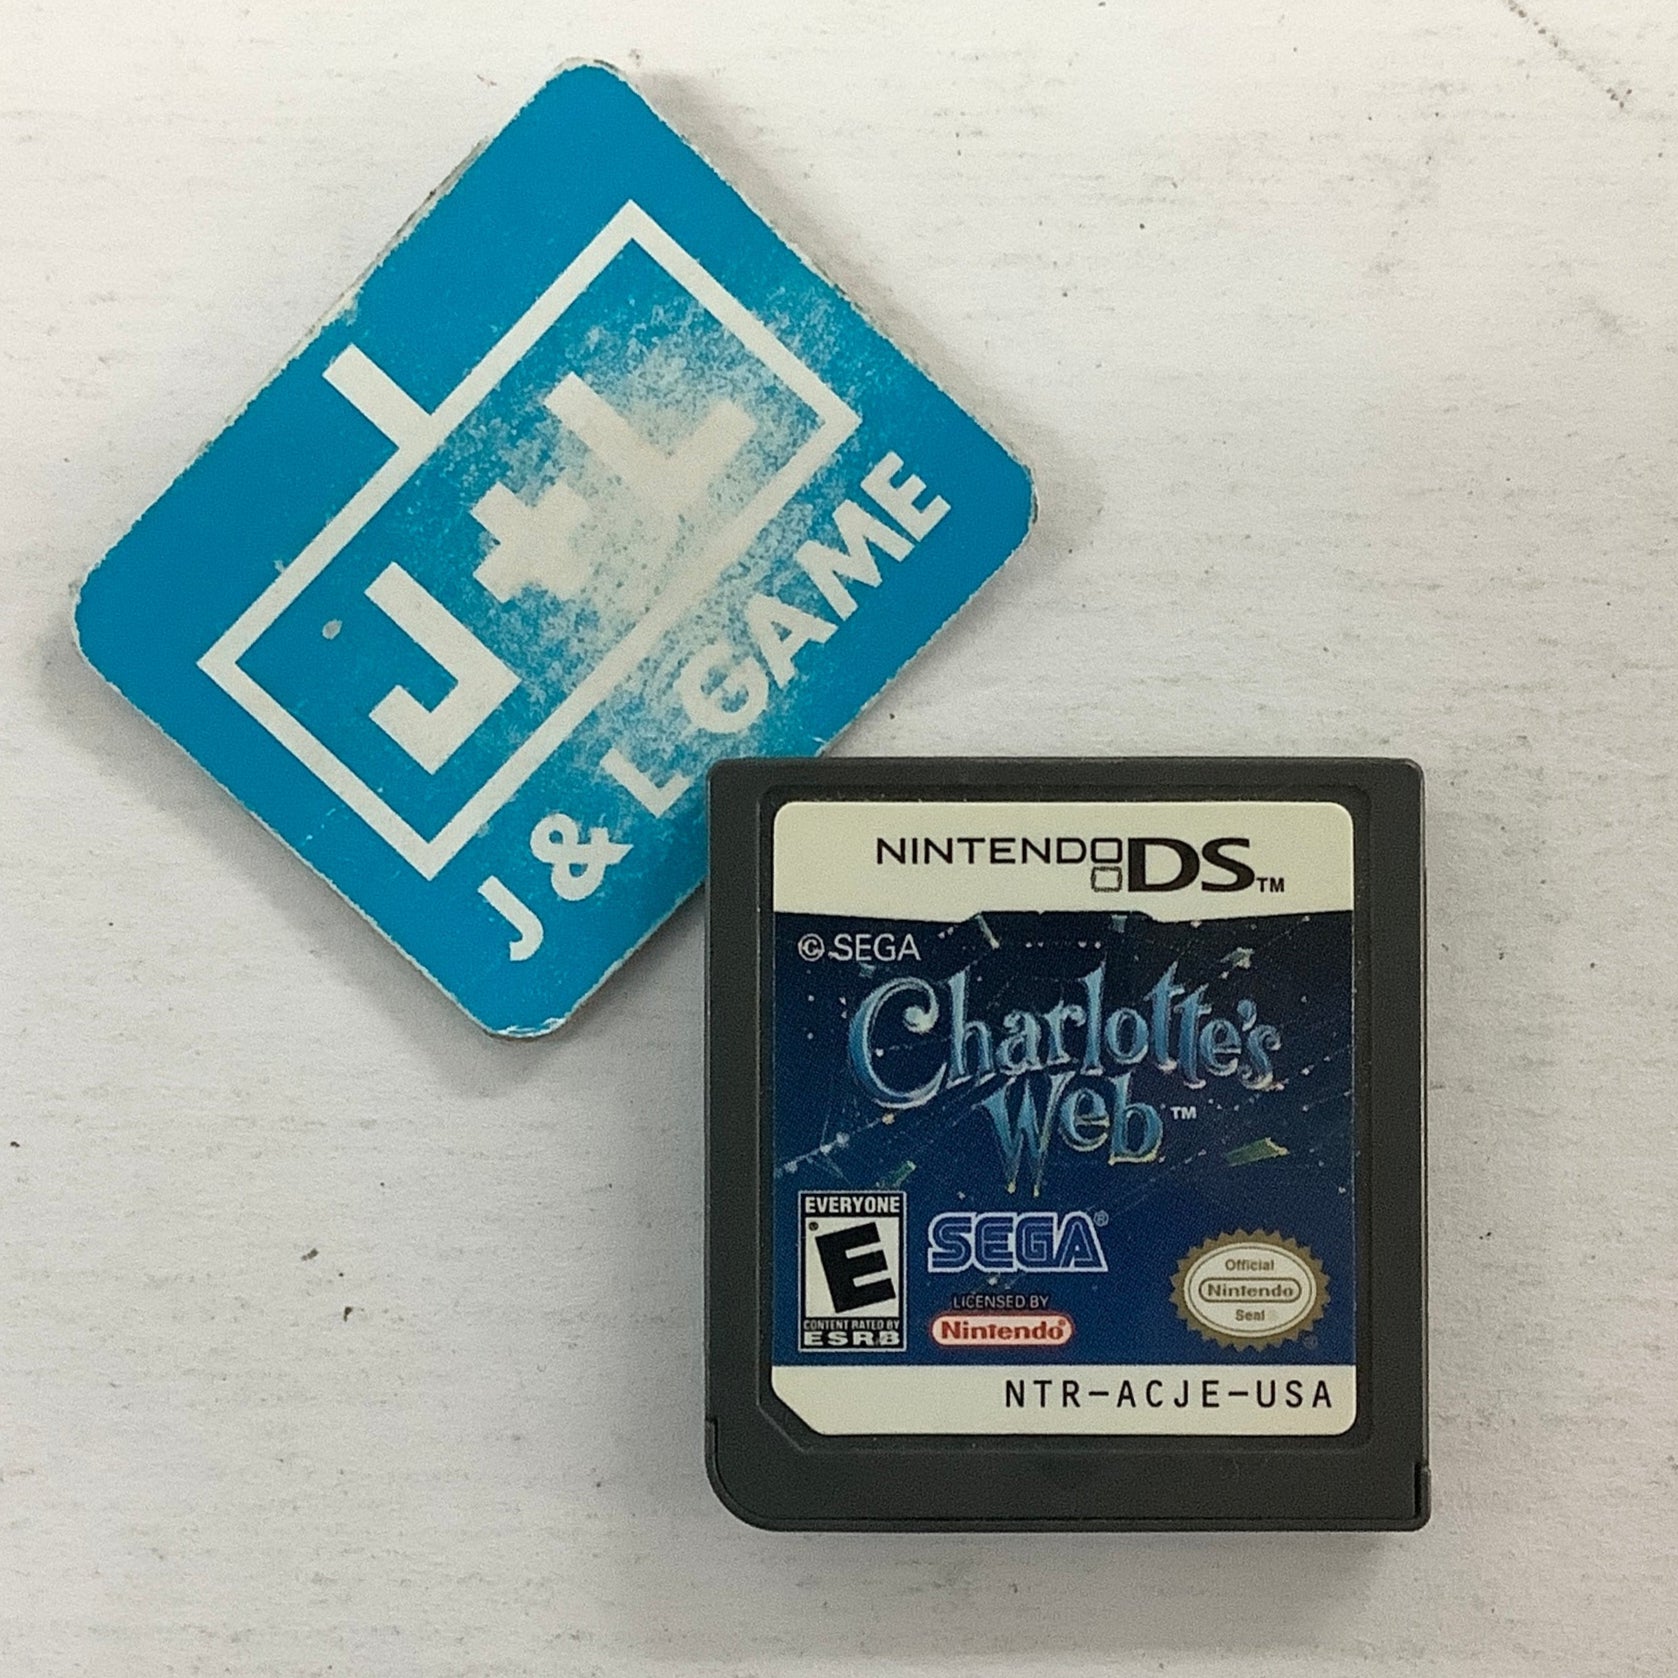 J+L
J & L GAME
NINTENDO DS™
© SEGA
Charlotte's
Web™
EVERYONE
E
CONTENT RATED BY
ESRB
SEGA®
LICENSED BY
Nintendo®
Official
Nintendo
Seal
NTR-ACJE-USA